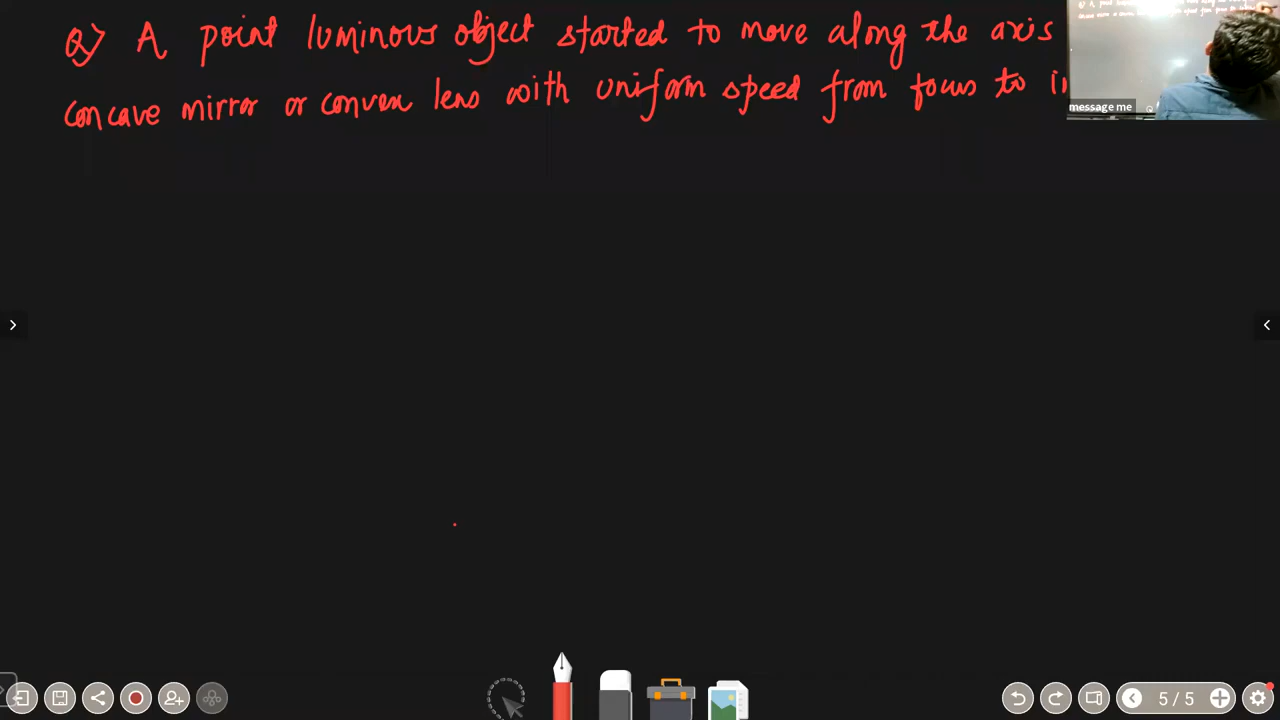 Q) A point luminous object started to move along the axis
concave mirror or convex lens with uniform speed from focus to
message me
5 / 5